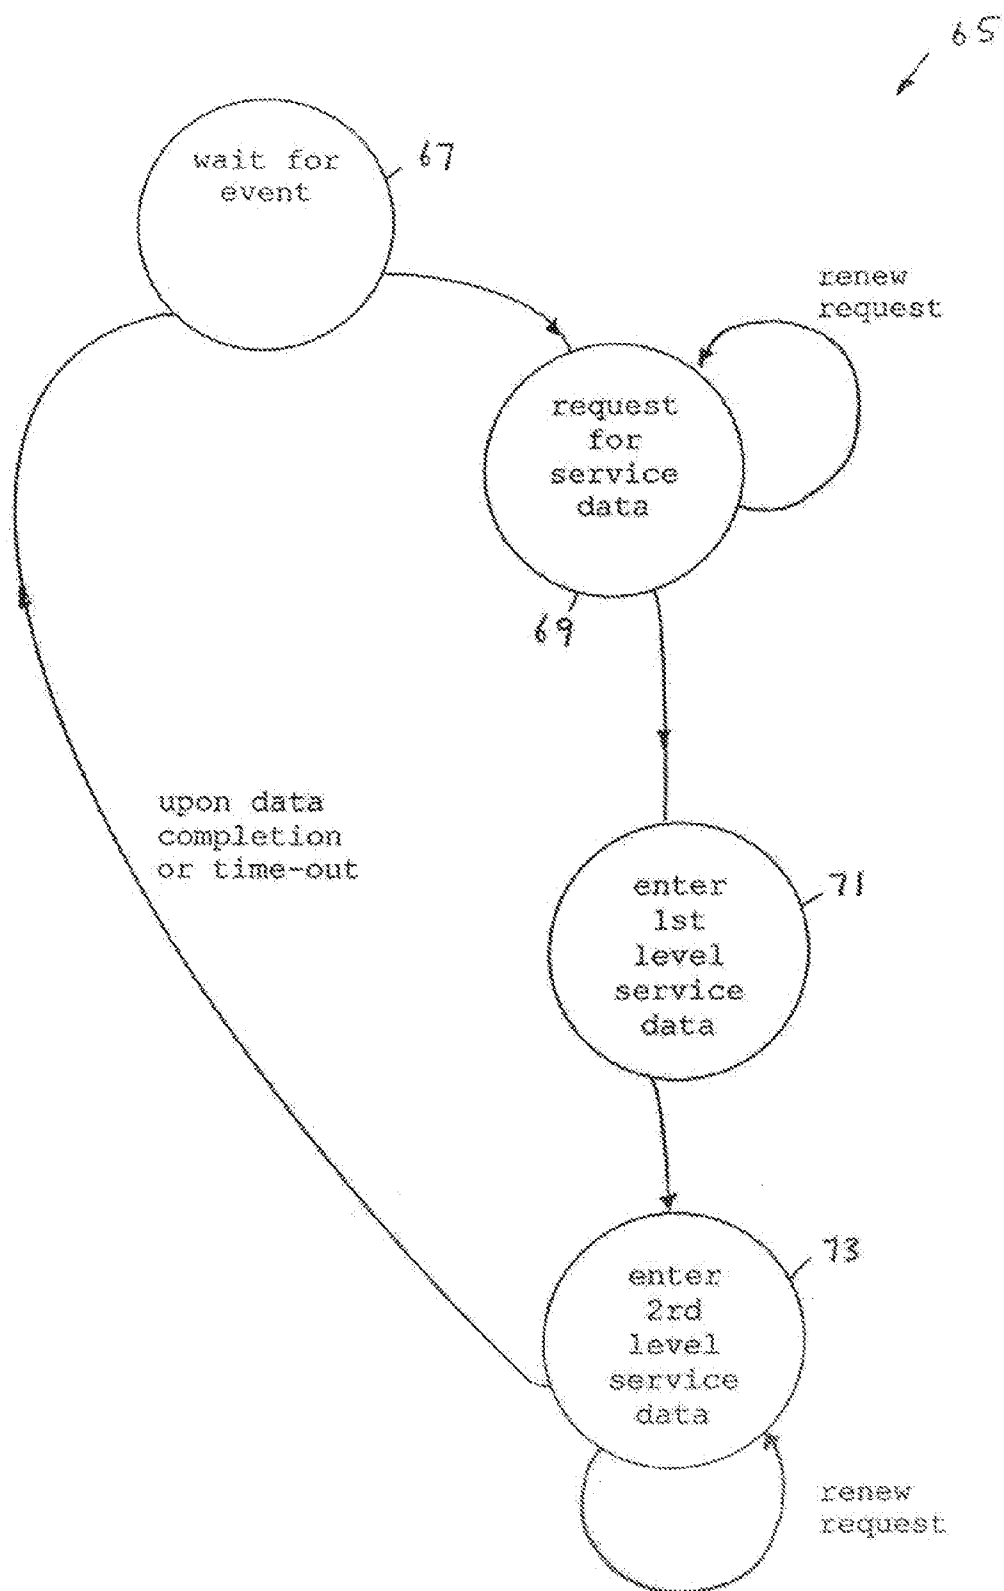 65
wait for
event
67
renew
request
request
for
service
data
69
upon data
completion
or time-out
enter
1st
level
service
data
71
enter
2rd
level
service
data
73
renew
request